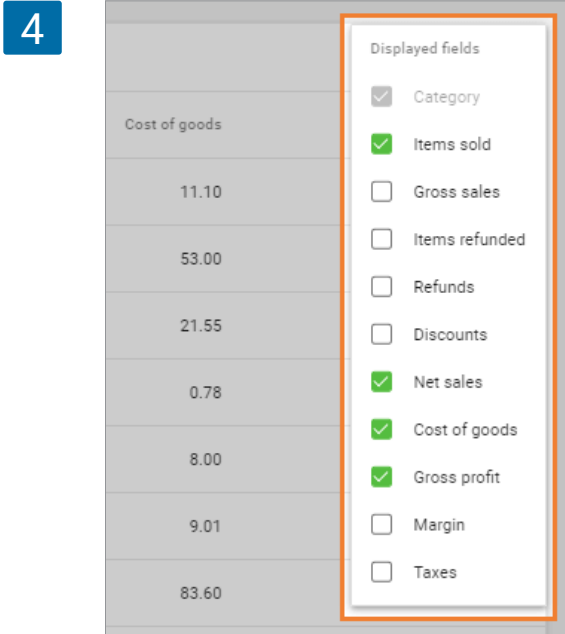 4
Displayed fields
Category
Cost of goods
Items sold
11.10
Gross sales
Items refunded
53.00
Refunds
21.55
Discounts
0.78
Net sales
Cost of goods
8.00
Gross profit
9.01
Margin
Taxes
83.60